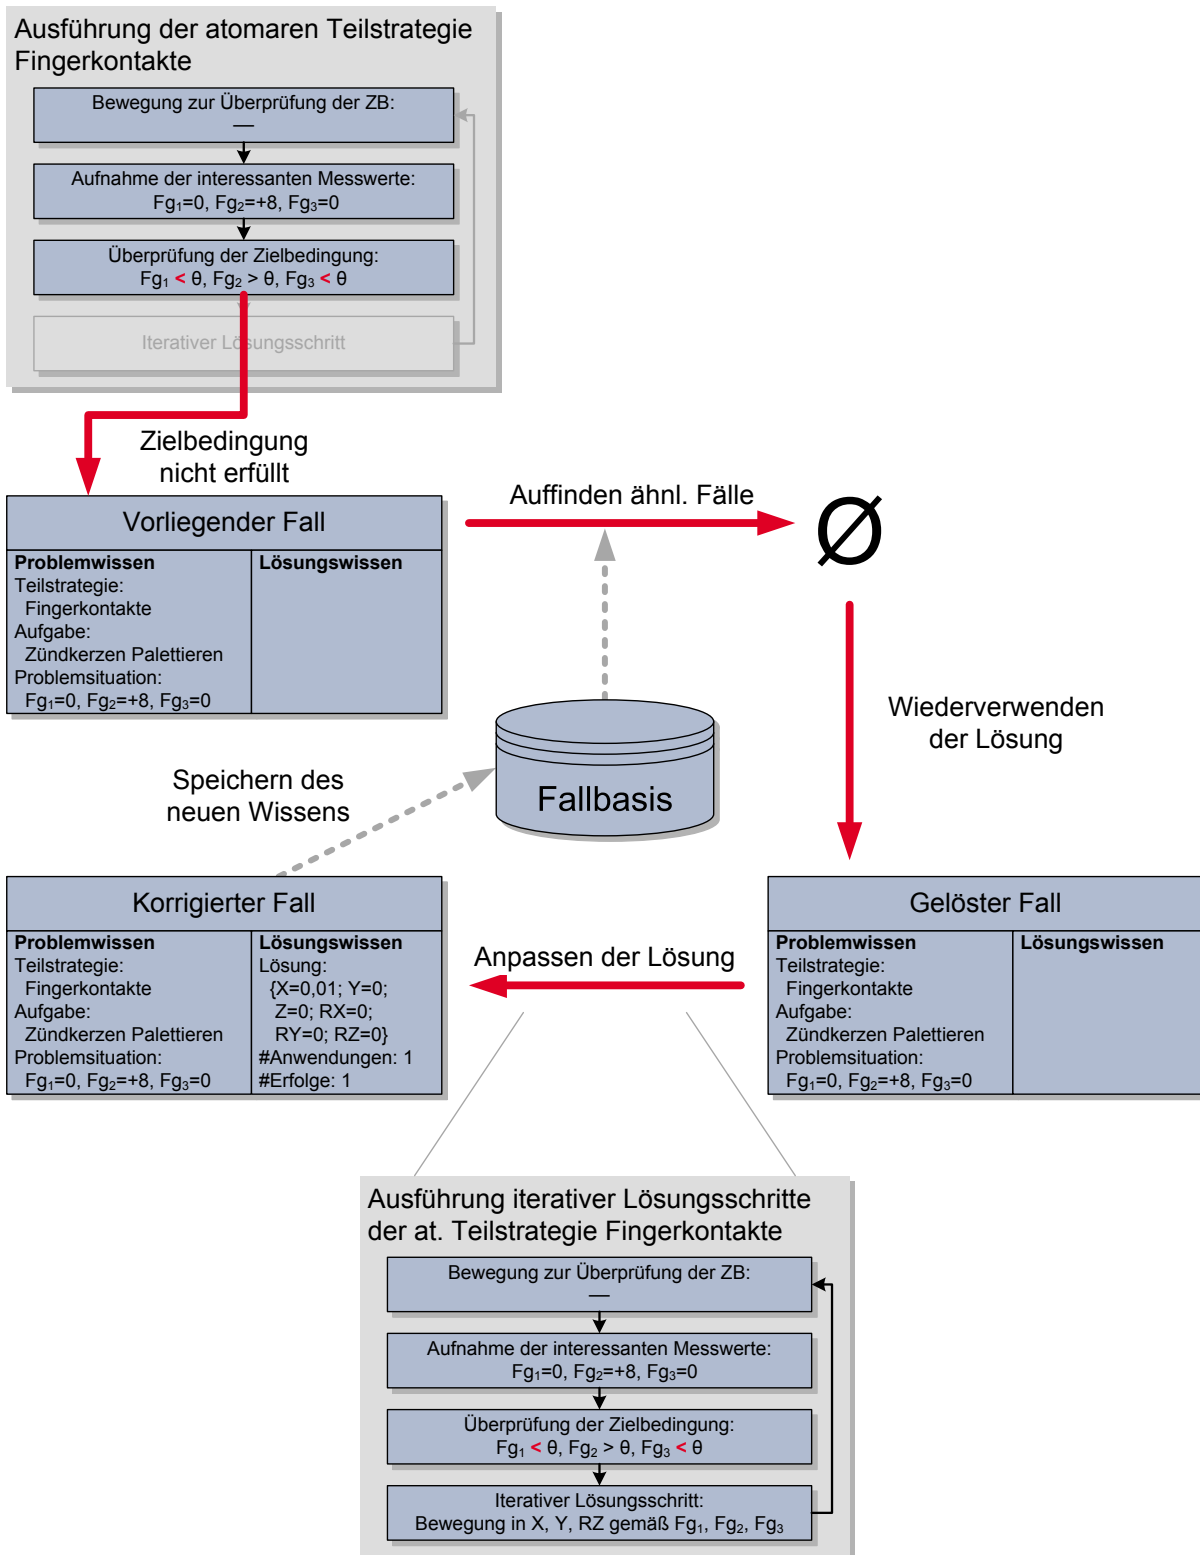 Ausführung der atomaren Teilstrategie
Fingerkontakte
Bewegung zur Überprüfung der ZB:
—
Aufnahme der interessanten Messwerte:
Fg₁=0, Fg₂=+8, Fg₃=0
Überprüfung der Zielbedingung:
Fg₁ < θ, Fg₂ > θ, Fg₃ < θ
Iterativer Lösungsschritt
Zielbedingung
nicht erfüllt
Vorliegender Fall
Problemwissen
Teilstrategie:
Fingerkontakte
Aufgabe:
Zündkerzen Palettieren
Problemsituation:
Fg₁=0, Fg₂=+8, Fg₃=0
Lösungswissen
Auffinden ähnl. Fälle
Ø
Wiederverwenden
der Lösung
Fallbasis
Speichern des
neuen Wissens
Korrigierter Fall
Problemwissen
Teilstrategie:
Fingerkontakte
Aufgabe:
Zündkerzen Palettieren
Problemsituation:
Fg₁=0, Fg₂=+8, Fg₃=0
Lösungswissen
Lösung:
{X=0,01; Y=0;
Z=0; RX=0;
RY=0; RZ=0}
#Anwendungen: 1
#Erfolge: 1
Anpassen der Lösung
Gelöster Fall
Problemwissen
Teilstrategie:
Fingerkontakte
Aufgabe:
Zündkerzen Palettieren
Problemsituation:
Fg₁=0, Fg₂=+8, Fg₃=0
Lösungswissen
Ausführung iterativer Lösungsschritte
der at. Teilstrategie Fingerkontakte
Bewegung zur Überprüfung der ZB:
—
Aufnahme der interessanten Messwerte:
Fg₁=0, Fg₂=+8, Fg₃=0
Überprüfung der Zielbedingung:
Fg₁ < θ, Fg₂ > θ, Fg₃ < θ
Iterativer Lösungsschritt:
Bewegung in X, Y, RZ gemäß Fg₁, Fg₂, Fg₃